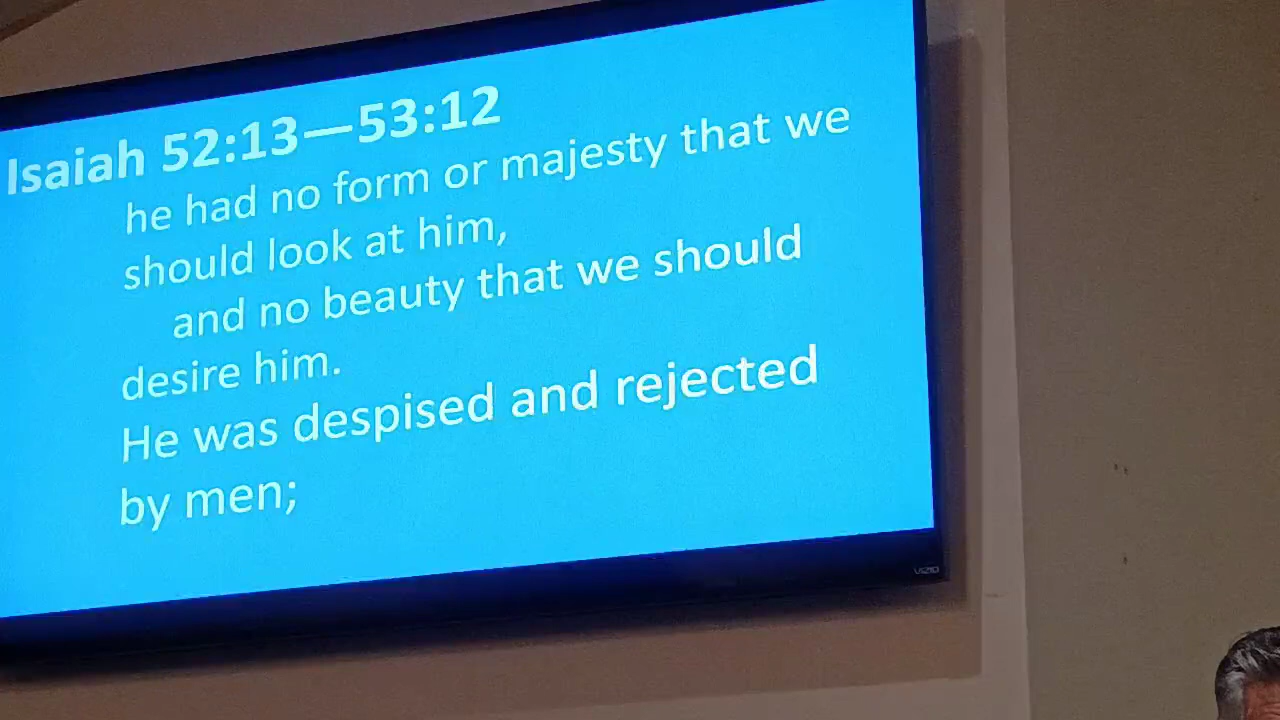 Isaiah 52:13—53:12
he had no form or majesty that we
should look at him,
and no beauty that we should
desire him.
He was despised and rejected
by men;
VIZIO